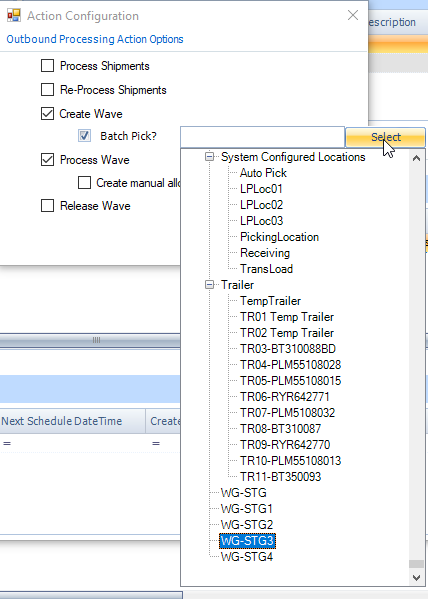 Action Configuration
escription
Outbound Processing Action Options
Process Shipments
Re-Process Shipments
Create Wave
Batch Pick?
Select
Process Wave
Create manual allo
Release Wave
System Configured Locations
Auto Pick
LPLoc01
LPLoc02
LPLoc03
PickingLocation
Receiving
TransLoad
Trailer
TempTrailer
TR01 Temp Trailer
TR02 Temp Trailer
TR03-BT310088BD
TR04-PLM55108028
TR05-PLM55108015
TR06-RYR642771
TR07-PLM5108032
TR08-BT310087
TR09-RYR642770
TR10-PLM55108013
TR11-BT350093
WG-STG
WG-STG1
WG-STG2
WG-STG3
WG-STG4
Next Schedule DateTime Create
= =